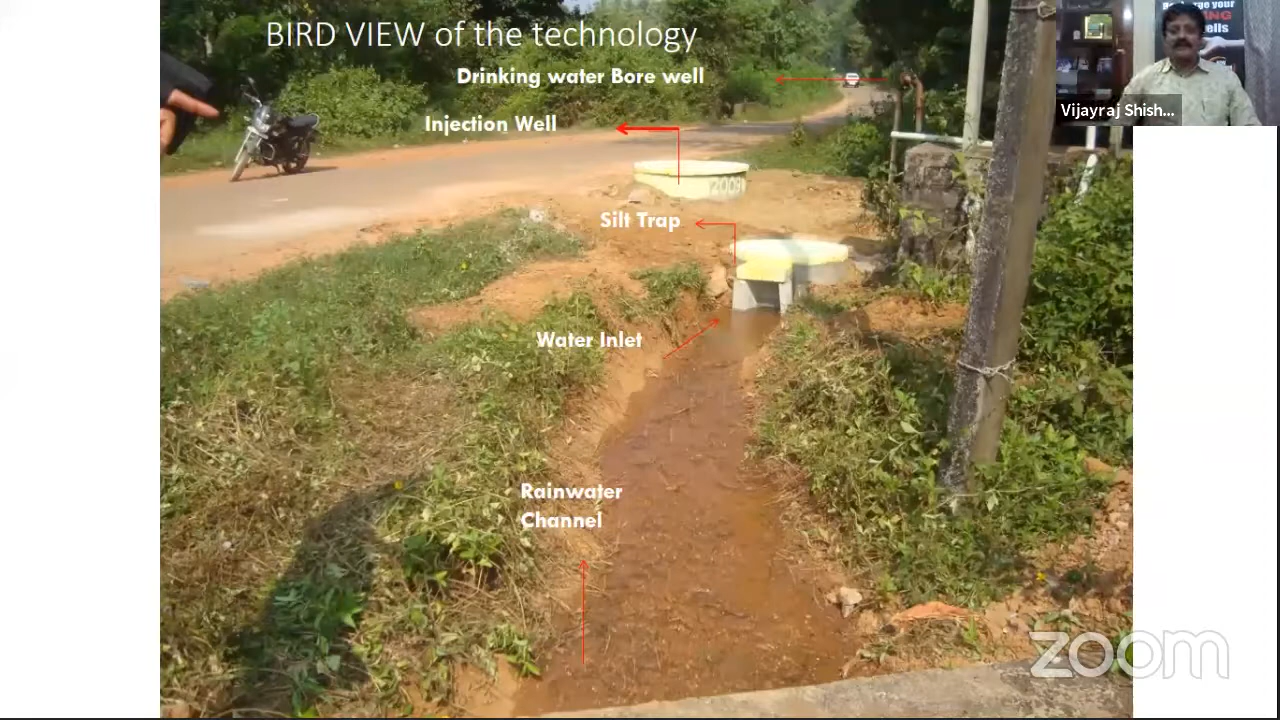 BIRD VIEW of the technology
Drinking water Bore well
Injection Well
2009
Silt Trap
Water Inlet
Rainwater
Channel
Vijayraj Shish...
zoom